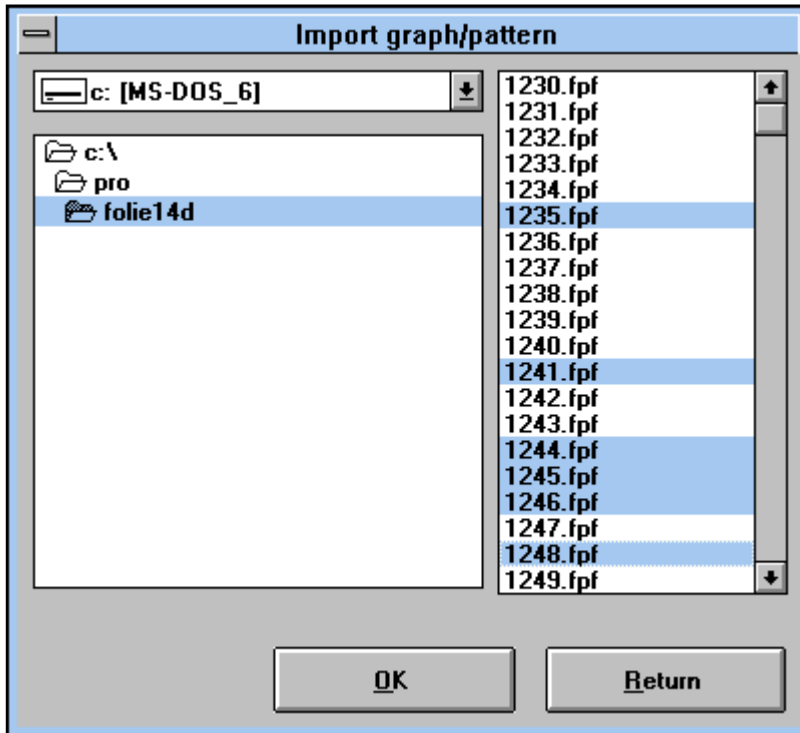 Import graph/pattern
c: [MS-DOS_6]
c:\
pro
folie14d
1230.fpf
1231.fpf
1232.fpf
1233.fpf
1234.fpf
1235.fpf
1236.fpf
1237.fpf
1238.fpf
1239.fpf
1240.fpf
1241.fpf
1242.fpf
1243.fpf
1244.fpf
1245.fpf
1246.fpf
1247.fpf
1248.fpf
1249.fpf
OK
Return